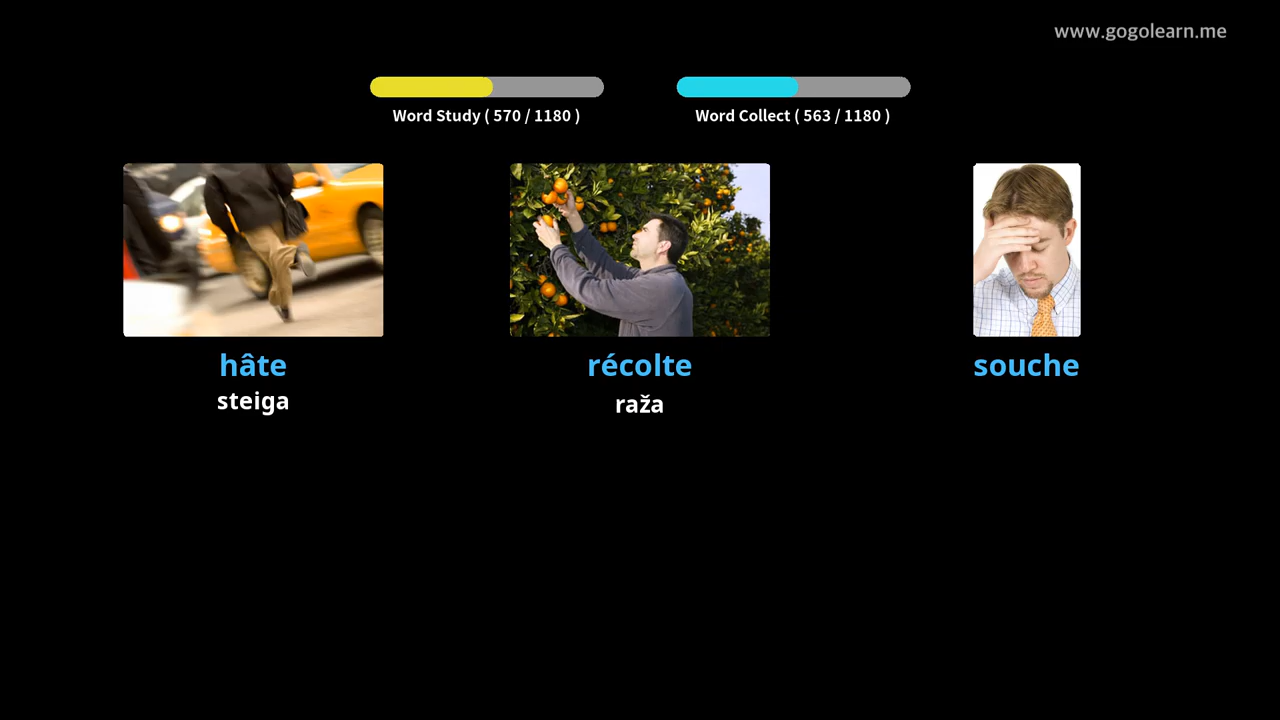 www.gogolearn.me
Word Study ( 570 / 1180 )
Word Collect ( 563 / 1180 )
hâte
steiga
récolte
raža
souche